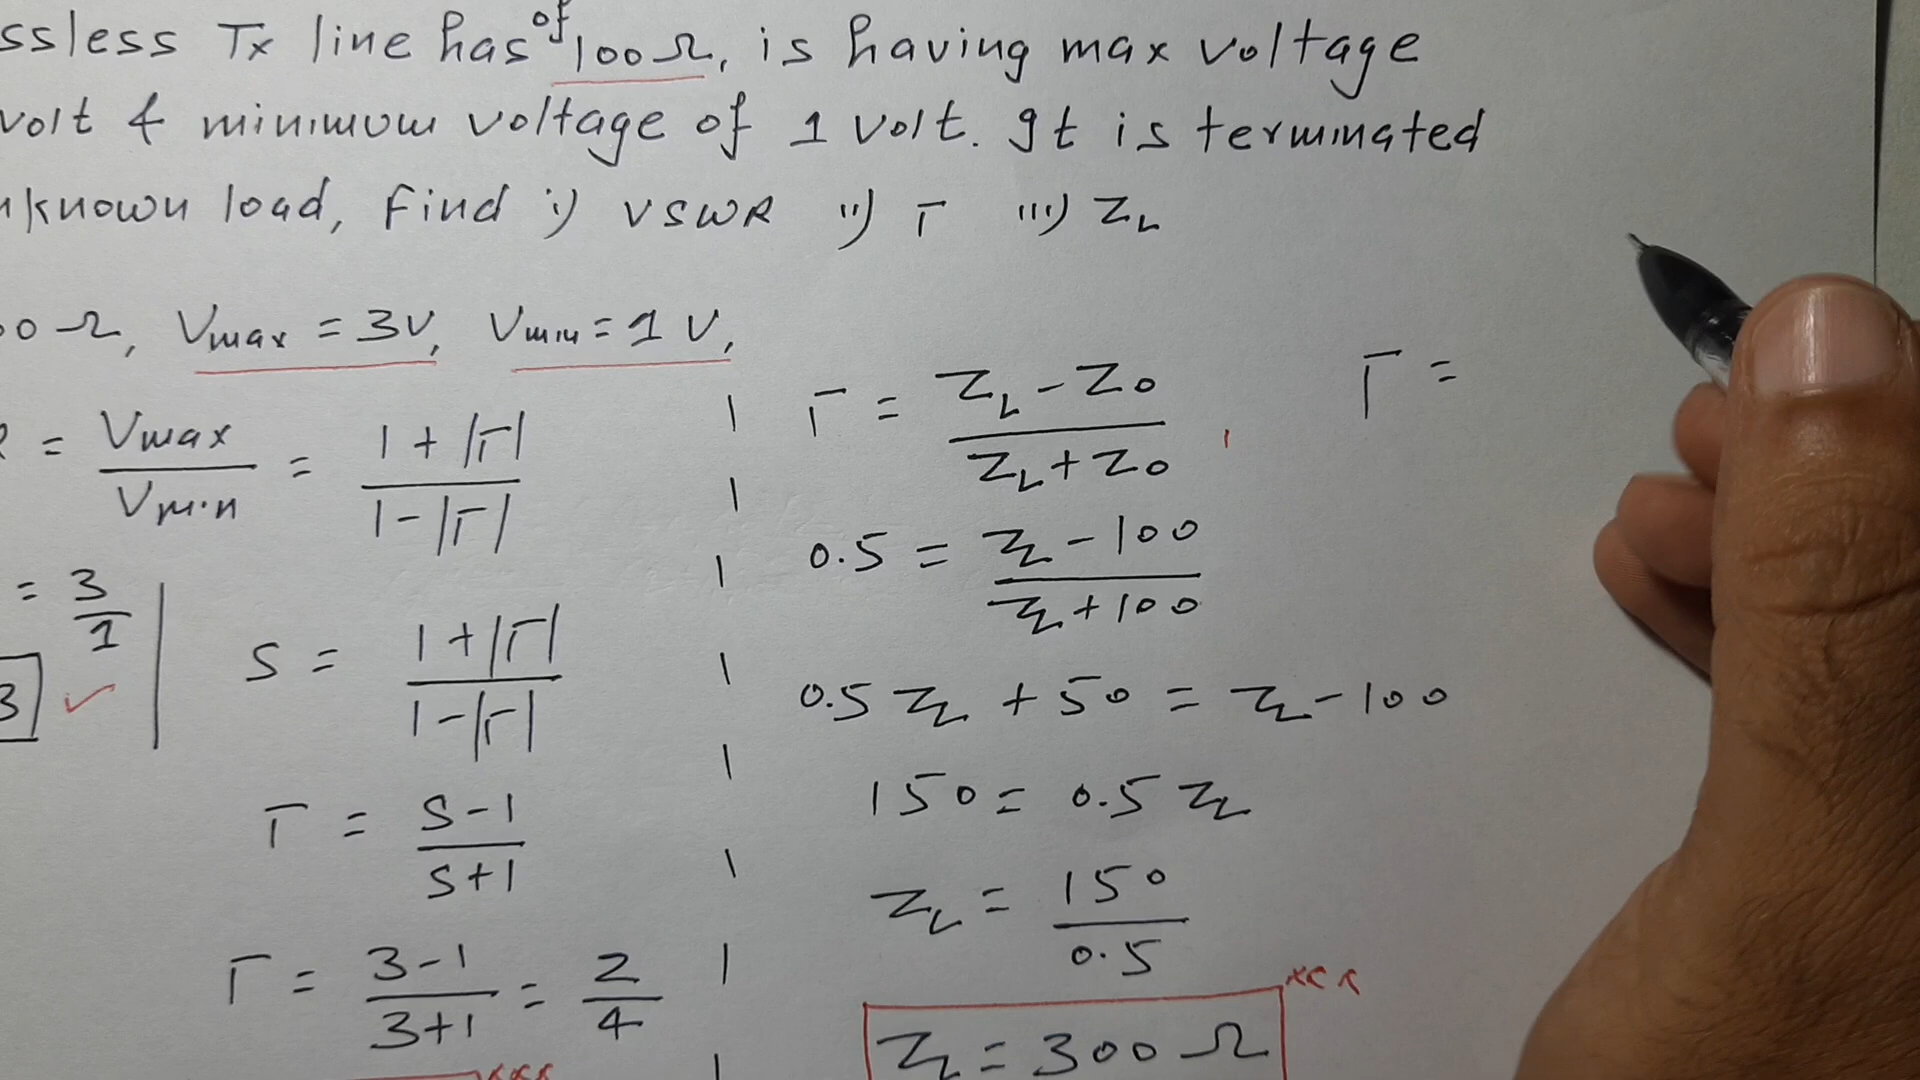 ssless Tx line has of 100 Ω, is having max voltage
volt & minimum voltage of 1 volt. It is terminated
nknown load, Find i) VSWR ii) Γ iii) ZL
00 Ω, Vmax = 3V, Vmin = 1 V,
= Vmax / Vmin = 1 + |Γ| / 1 - |Γ|
= 3 / 1
3
S = 1 + |Γ| / 1 - |Γ|
Γ = S - 1 / S + 1
Γ = 3 - 1 / 3 + 1 = 2 / 4
Γ = ZL - Z0 / ZL + Z0
0.5 = ZL - 100 / ZL + 100
0.5 ZL + 50 = ZL - 100
150 = 0.5 ZL
ZL = 150 / 0.5
ZL = 300 Ω
Γ =